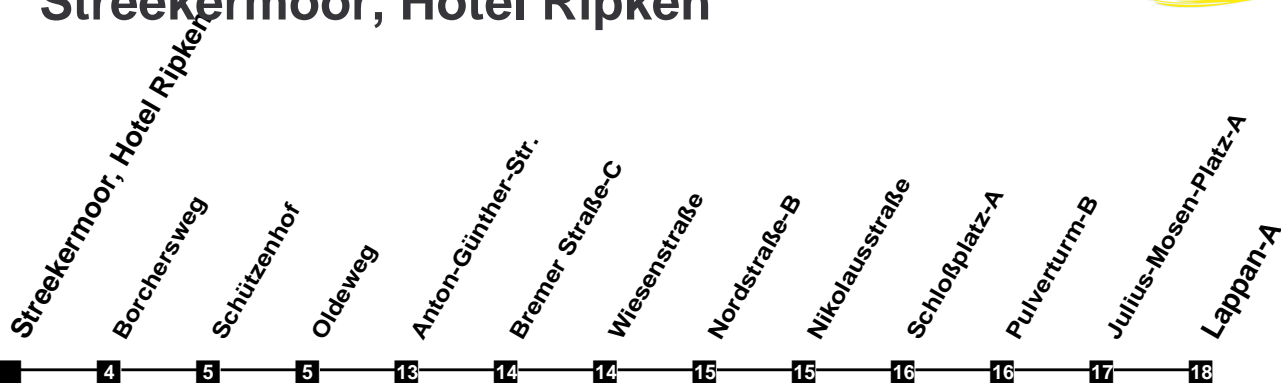 Streekermoor, Hotel Ripken
Streekermoor, Hotel Ripken
Borchersweg
Schützenhof
Oldeweg
Anton-Günther-Str.
Bremer Straße-C
Wiesenstraße
Nordstraße-B
Nikolausstraße
Schloßplatz-A
Pulverturm-B
Julius-Mosen-Platz-A
Lappan-A
4 5 5 13 14 14 15 15 16 16 17 18